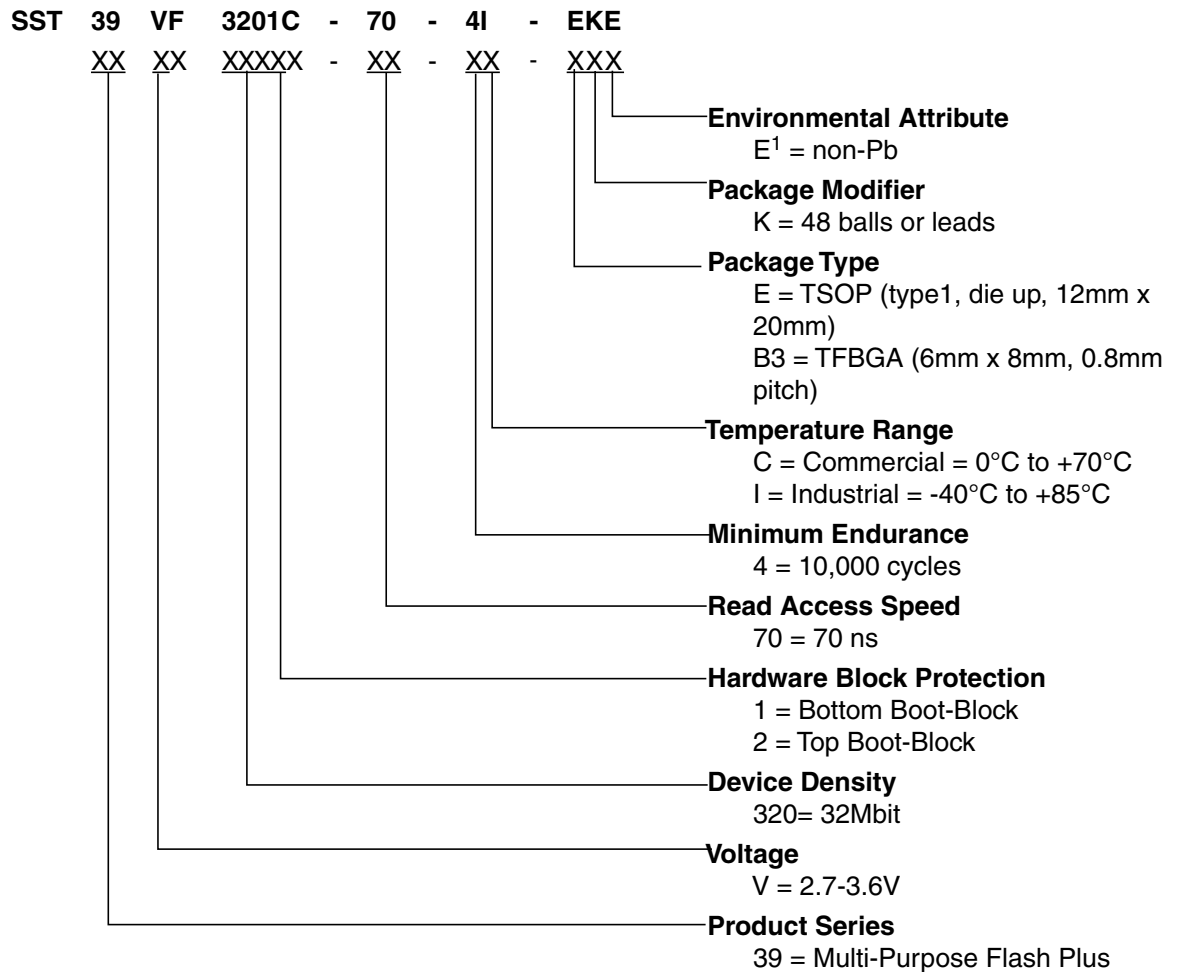 SST 39 VF 3201C - 70 - 4I - EKE
XX XX XXXXX - XX - XX - XXX
Environmental Attribute
E1 = non-Pb
Package Modifier
K = 48 balls or leads
Package Type
E = TSOP (type1, die up, 12mm x
20mm)
B3 = TFBGA (6mm x 8mm, 0.8mm
pitch)
Temperature Range
C = Commercial = 0°C to +70°C
I = Industrial = -40°C to +85°C
Minimum Endurance
4 = 10,000 cycles
Read Access Speed
70 = 70 ns
Hardware Block Protection
1 = Bottom Boot-Block
2 = Top Boot-Block
Device Density
320= 32Mbit
Voltage
V = 2.7-3.6V
Product Series
39 = Multi-Purpose Flash Plus